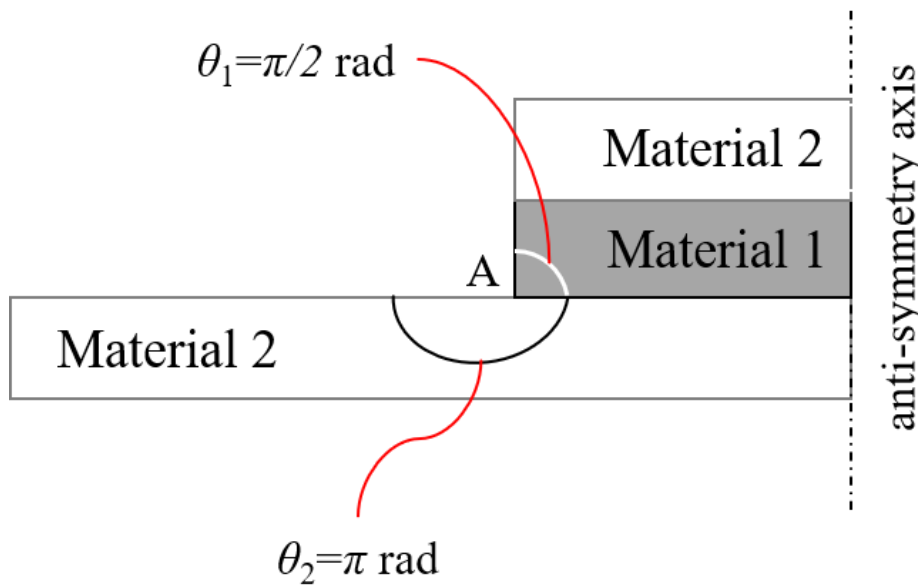 θ₁=π/2 rad
Material 2
Material 1
A
Material 2
θ₂=π rad
anti-symmetry axis